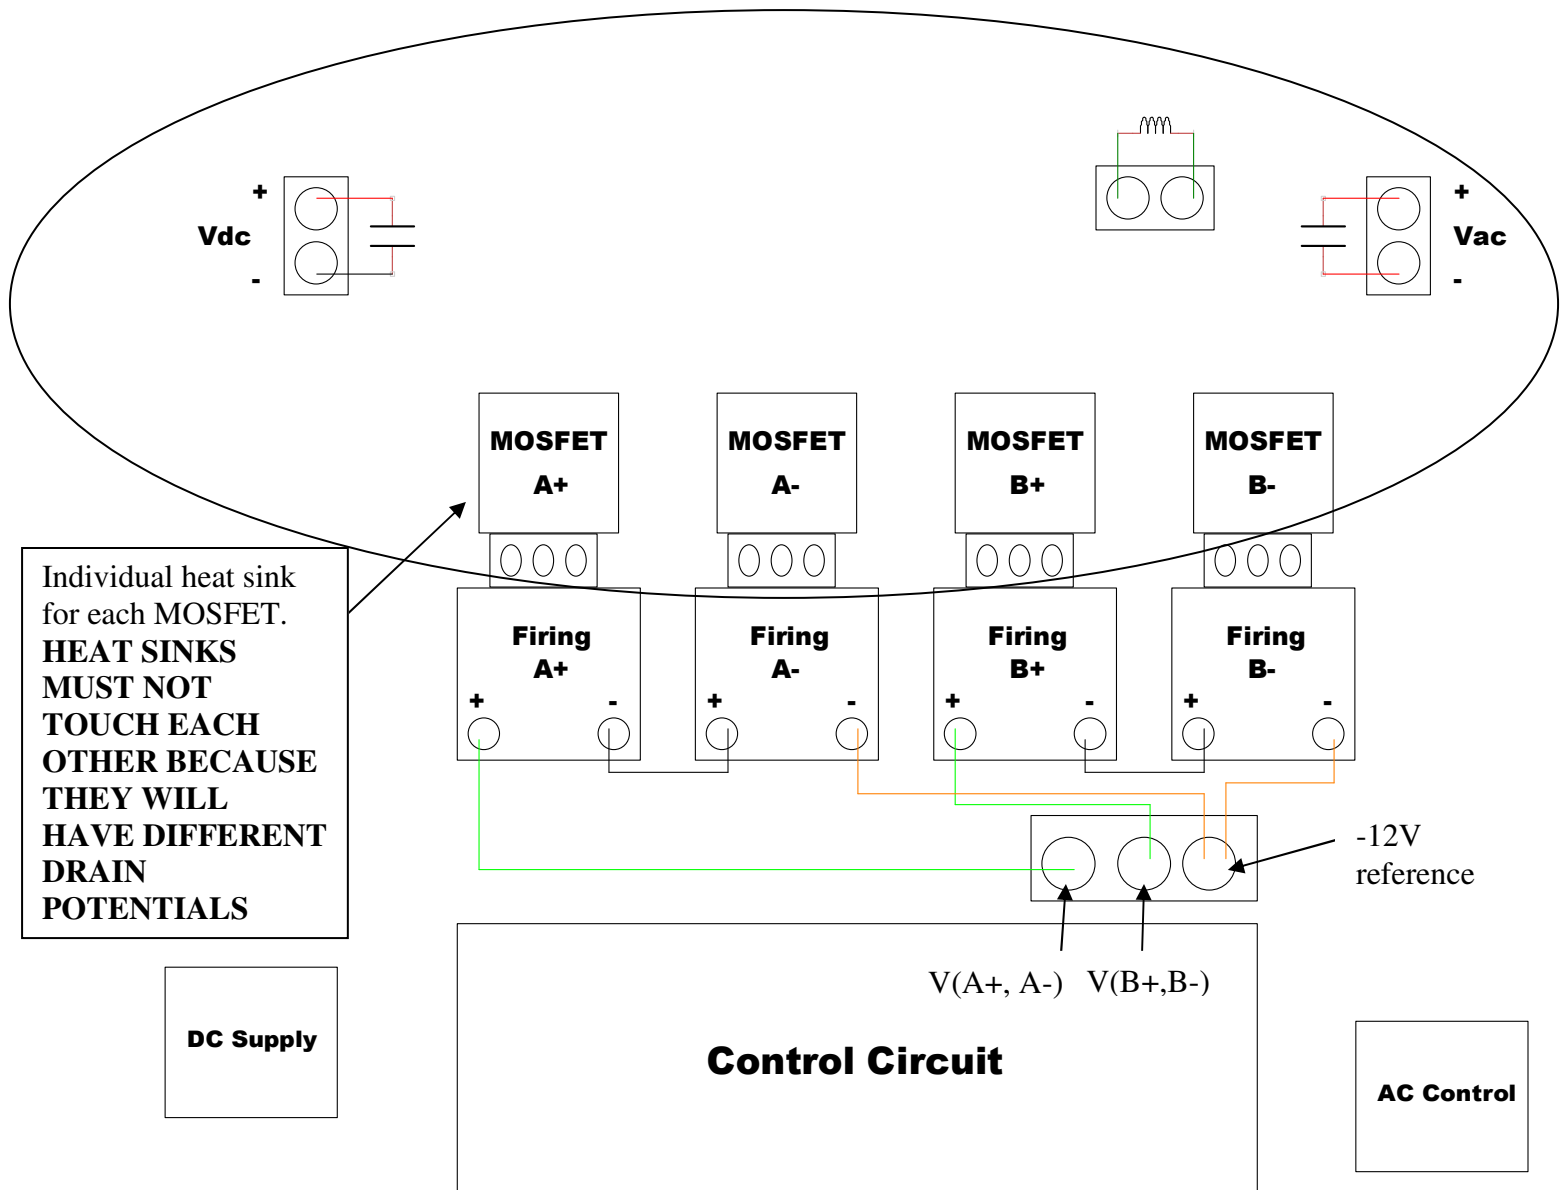 +
Vdc
-
+
Vac
-
MOSFET
A+
MOSFET
A-
MOSFET
B+
MOSFET
B-
Individual heat sink
for each MOSFET.
HEAT SINKS
MUST NOT
TOUCH EACH
OTHER BECAUSE
THEY WILL
HAVE DIFFERENT
DRAIN
POTENTIALS
Firing
A+
+ -
Firing
A-
+ -
Firing
B+
+ -
Firing
B-
+ -
-12V
reference
V(A+, A-) V(B+,B-)
DC Supply
Control Circuit
AC Control